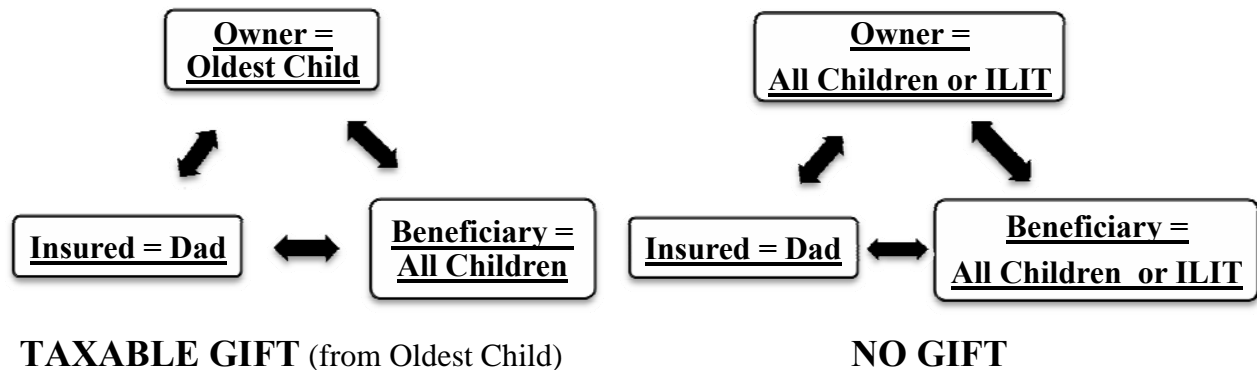 Owner =
Oldest Child
Insured = Dad
Beneficiary =
All Children
TAXABLE GIFT (from Oldest Child)
Owner =
All Children or ILIT
Insured = Dad
Beneficiary =
All Children or ILIT
NO GIFT